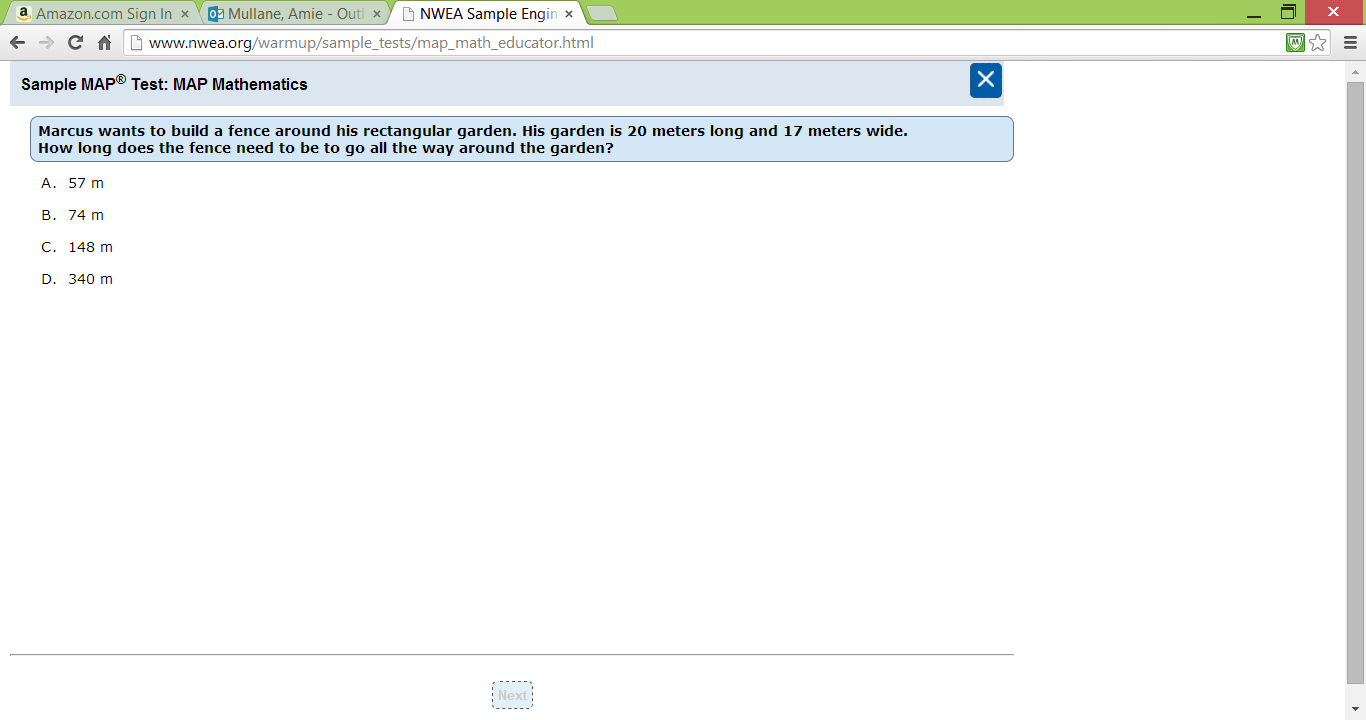 Amazon.com Sign In
Mullane, Amie - Outl
NWEA Sample Engin
www.nwea.org/warmup/sample_tests/map_math_educator.html
Sample MAP® Test: MAP Mathematics
Marcus wants to build a fence around his rectangular garden. His garden is 20 meters long and 17 meters wide.
How long does the fence need to be to go all the way around the garden?
A. 57 m
B. 74 m
C. 148 m
D. 340 m
Next